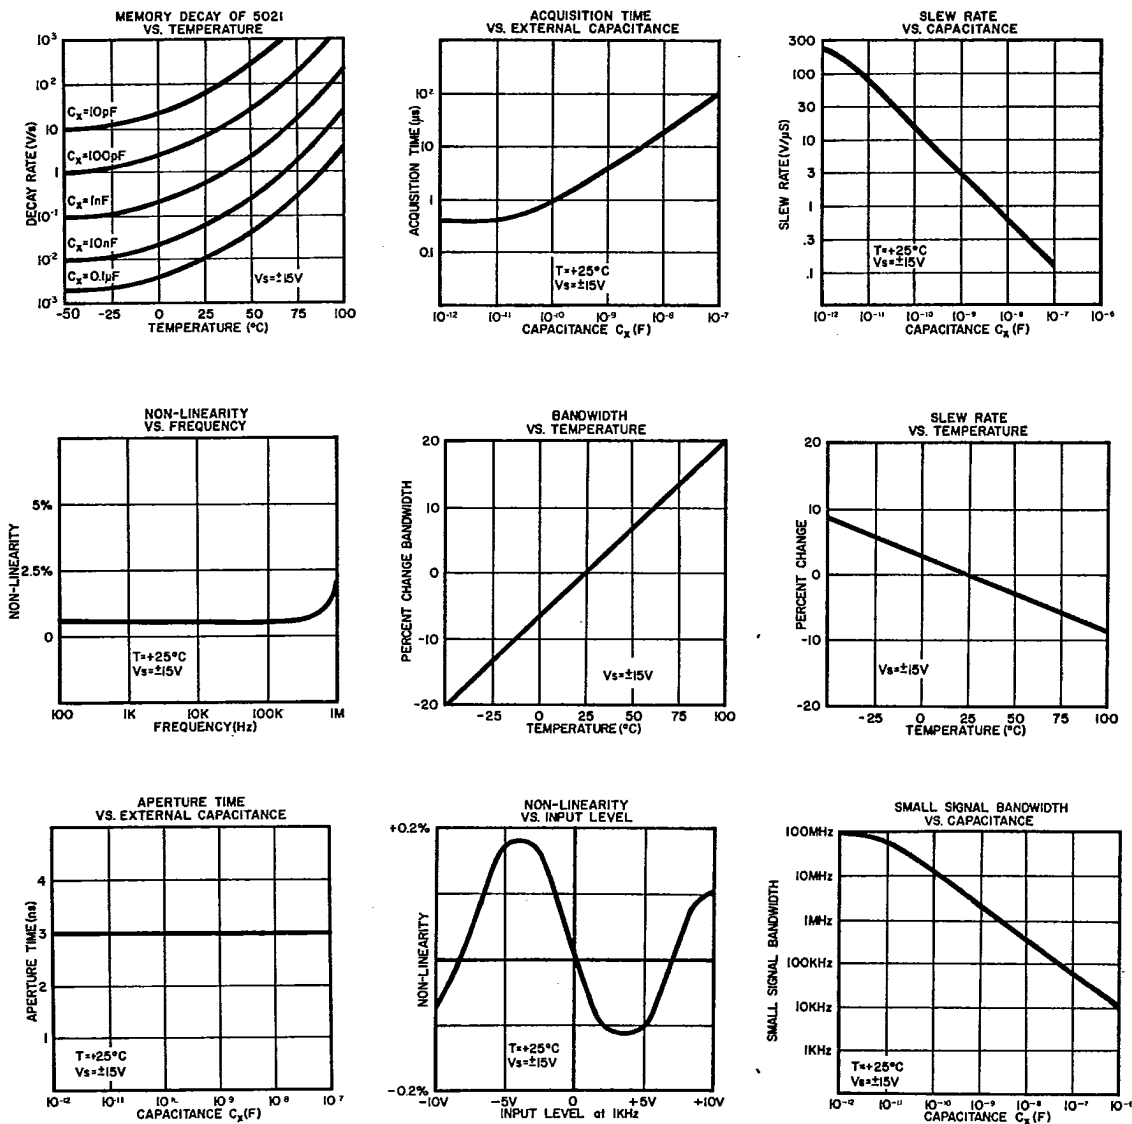 MEMORY DECAY OF 5021
VS. TEMPERATURE
DECAY RATE (V/s)
10³
10²
10
1
10⁻¹
10⁻²
10⁻³
Cx=10pF
Cx=100pF
Cx=1nF
Cx=10nF
Cx=0.1µF
Vs=±15V
-50 -25 0 25 50 75 100
TEMPERATURE (°C)
ACQUISITION TIME
VS. EXTERNAL CAPACITANCE
ACQUISITION TIME (µs)
10²
10
1
0.1
T=+25°C
Vs=±15V
10⁻¹² 10⁻¹¹ 10⁻¹⁰ 10⁻⁹ 10⁻⁸ 10⁻⁷
CAPACITANCE Cx (F)
SLEW RATE
VS. CAPACITANCE
SLEW RATE (V/µS)
300
100
30
10
3
1
.3
.1
T=+25°C
Vs=±15V
10⁻¹² 10⁻¹¹ 10⁻¹⁰ 10⁻⁹ 10⁻⁸ 10⁻⁷ 10⁻⁶
CAPACITANCE Cx (F)
NON-LINEARITY
VS. FREQUENCY
NON-LINEARITY
5%
2.5%
0
T=+25°C
Vs=±15V
100 1K 10K 100K 1M
FREQUENCY(Hz)
BANDWIDTH
VS. TEMPERATURE
PERCENT CHANGE BANDWIDTH
20
10
0
-10
-20
Vs=±15V
-25 0 25 50 75 100
TEMPERATURE(°C)
SLEW RATE
VS. TEMPERATURE
PERCENT CHANGE
20
10
0
-10
-20
Vs=±15V
-25 0 25 50 75 100
TEMPERATURE (°C)
APERTURE TIME
VS. EXTERNAL CAPACITANCE
APERTURE TIME (ns)
4
3
2
1
T=+25°C
Vs=±15V
10⁻¹² 10⁻¹¹ 10⁻⁹ 10⁻⁸ 10⁻⁷
CAPACITANCE Cx(F)
NON-LINEARITY
VS. INPUT LEVEL
NON-LINEARITY
+0.2%
-0.2%
T=+25°C
Vs=±15V
-10V -5V 0 +5V +10V
INPUT LEVEL at 1KHz
SMALL SIGNAL BANDWIDTH
VS. CAPACITANCE
SMALL SIGNAL BANDWIDTH
100MHz
10MHz
1MHz
100KHz
10KHz
1KHz
T=+25°C
Vs=±15V
10⁻¹² 10⁻¹¹ 10⁻¹⁰ 10⁻⁹ 10⁻⁸ 10⁻⁷
CAPACITANCE Cx (F)